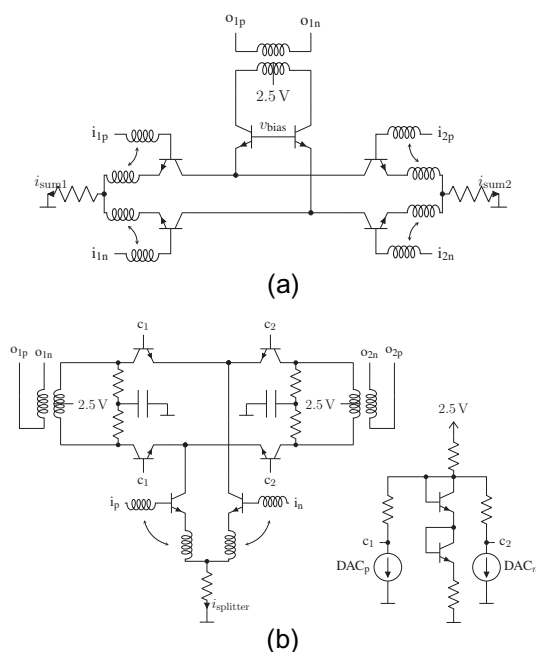 o1p o1n
2.5 V
vbias
i1p i2p
isum1 isum2
i1n i2n
(a)
c1 c2
o1p o1n o2n o2p
2.5 V 2.5 V
2.5 V
c1 c2
ip in
c1 c2
DACp DACn
isplitter
(b)